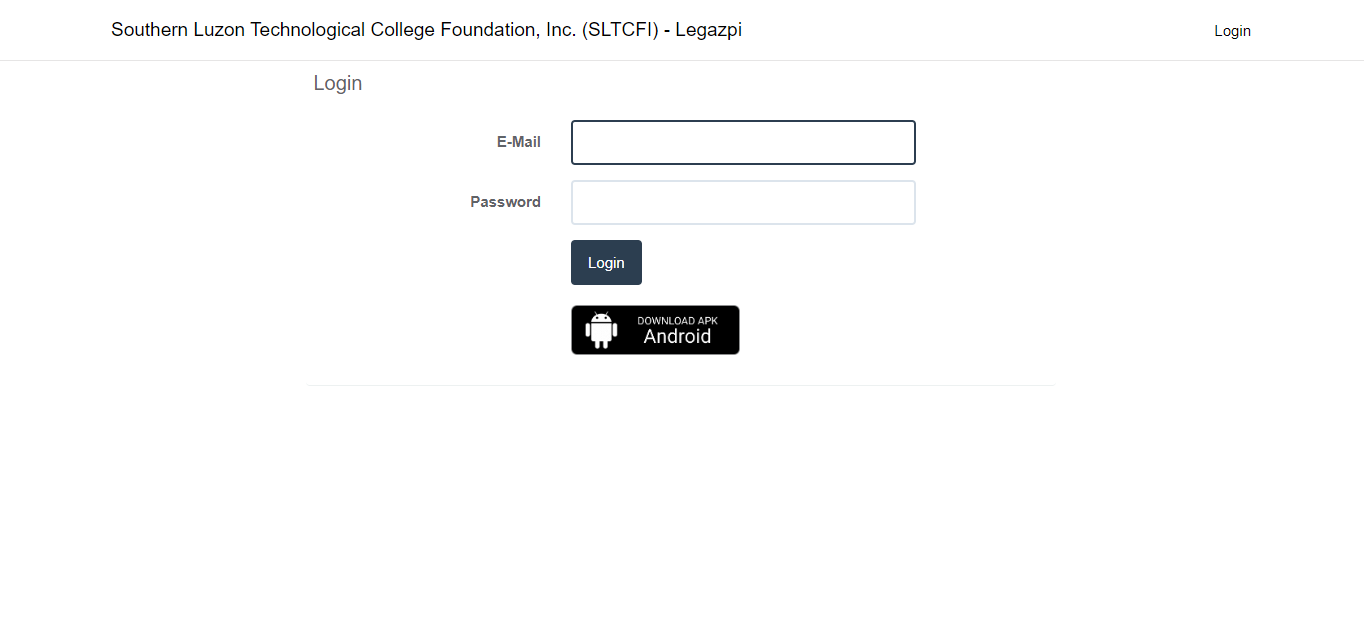 Southern Luzon Technological College Foundation, Inc. (SLTCFI) - Legazpi
Login
Login
E-Mail
Password
Login
DOWNLOAD APK
Android